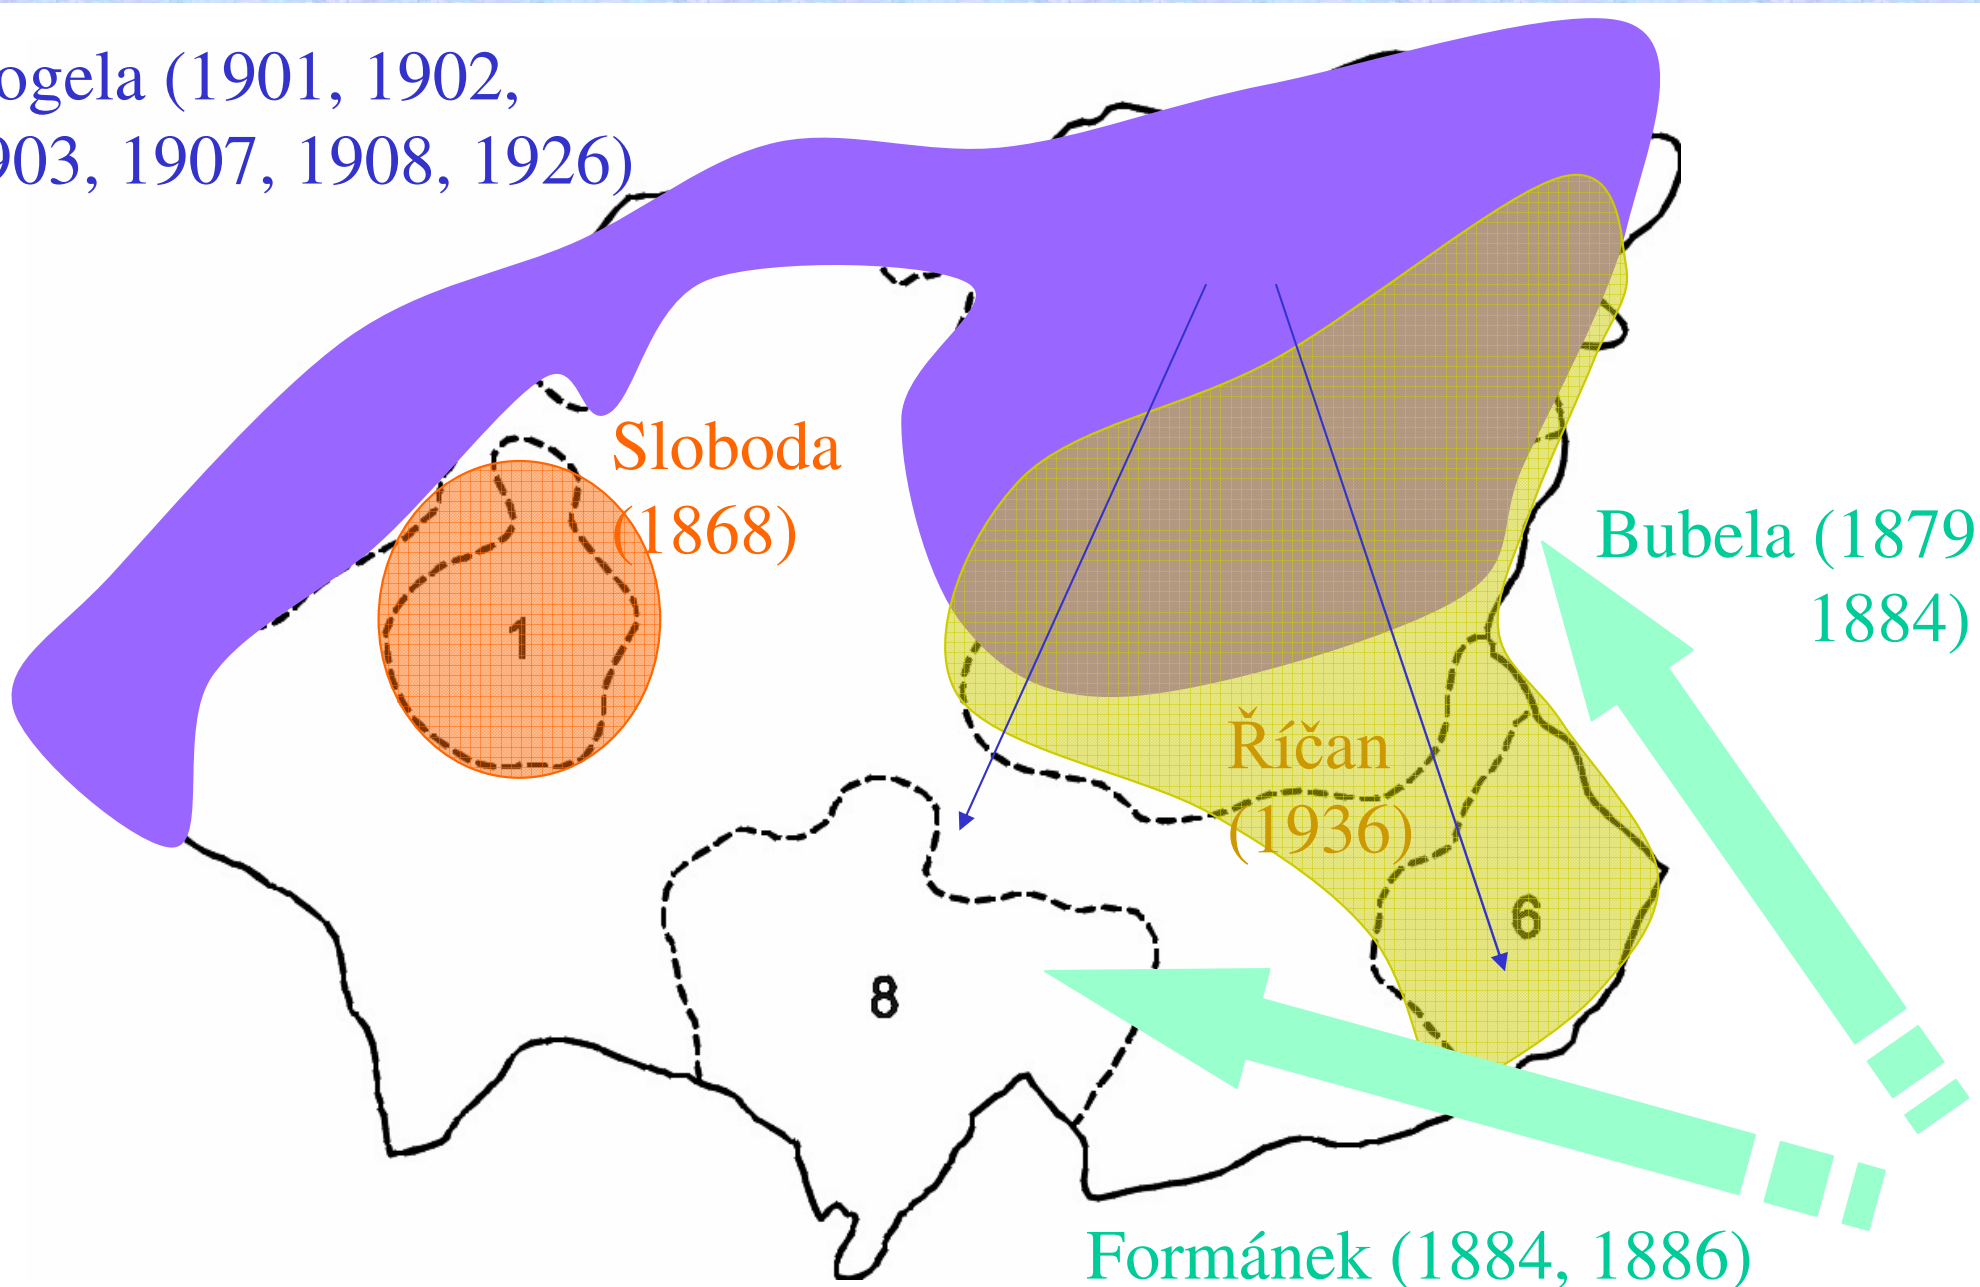 ogela (1901, 1902,
903, 1907, 1908, 1926)
Sloboda
(1868)
Bubela (1879
1884)
1
Říčan
(1936)
6
8
Formánek (1884, 1886)